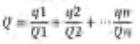 Q = q1/Q1 + q2/Q2 + ··· qn/Qn